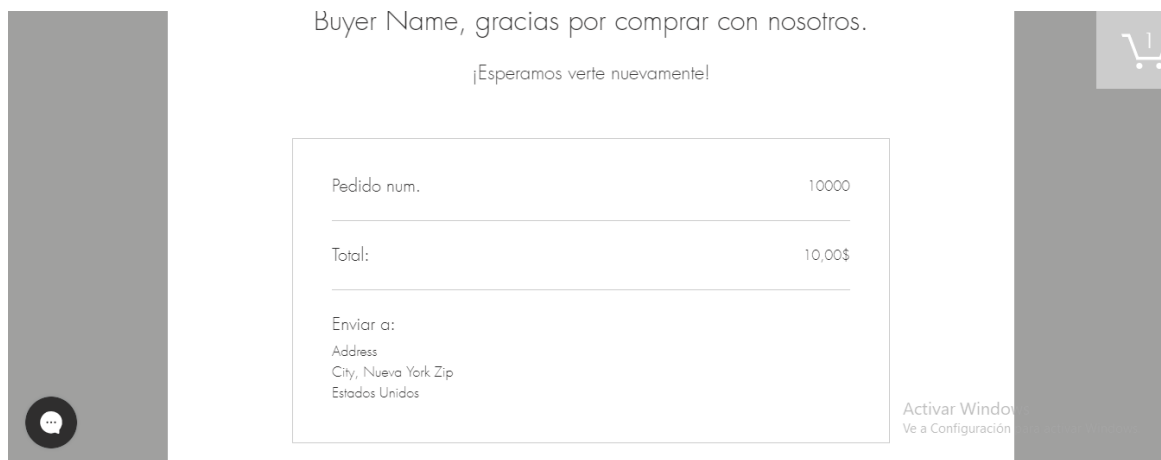 Buyer Name, gracias por comprar con nosotros.
1
¡Esperamos verte nuevamente!
Pedido num.
10000
Total:
10,00$
Enviar a:
Address
City, Nueva York Zip
Estados Unidos
Activar Windows
Ve a Configuración